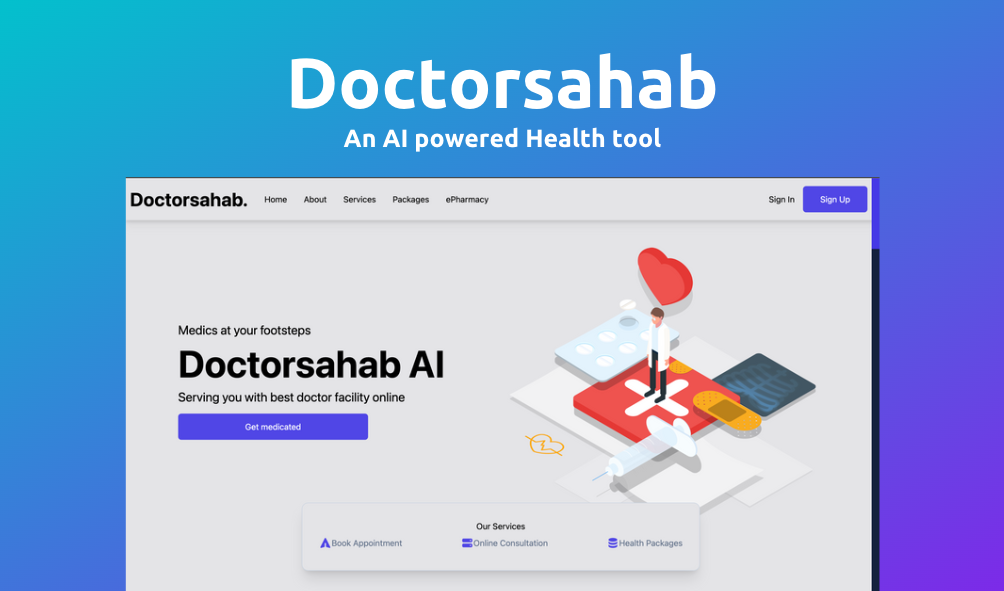 Doctorsahab
An AI powered Health tool
Doctorsahab. Home About Services Packages ePharmacy Sign In Sign Up
Medics at your footsteps
Doctorsahab AI
Serving you with best doctor facility online
Get medicated
Our Services
Book Appointment Online Consultation Health Packages